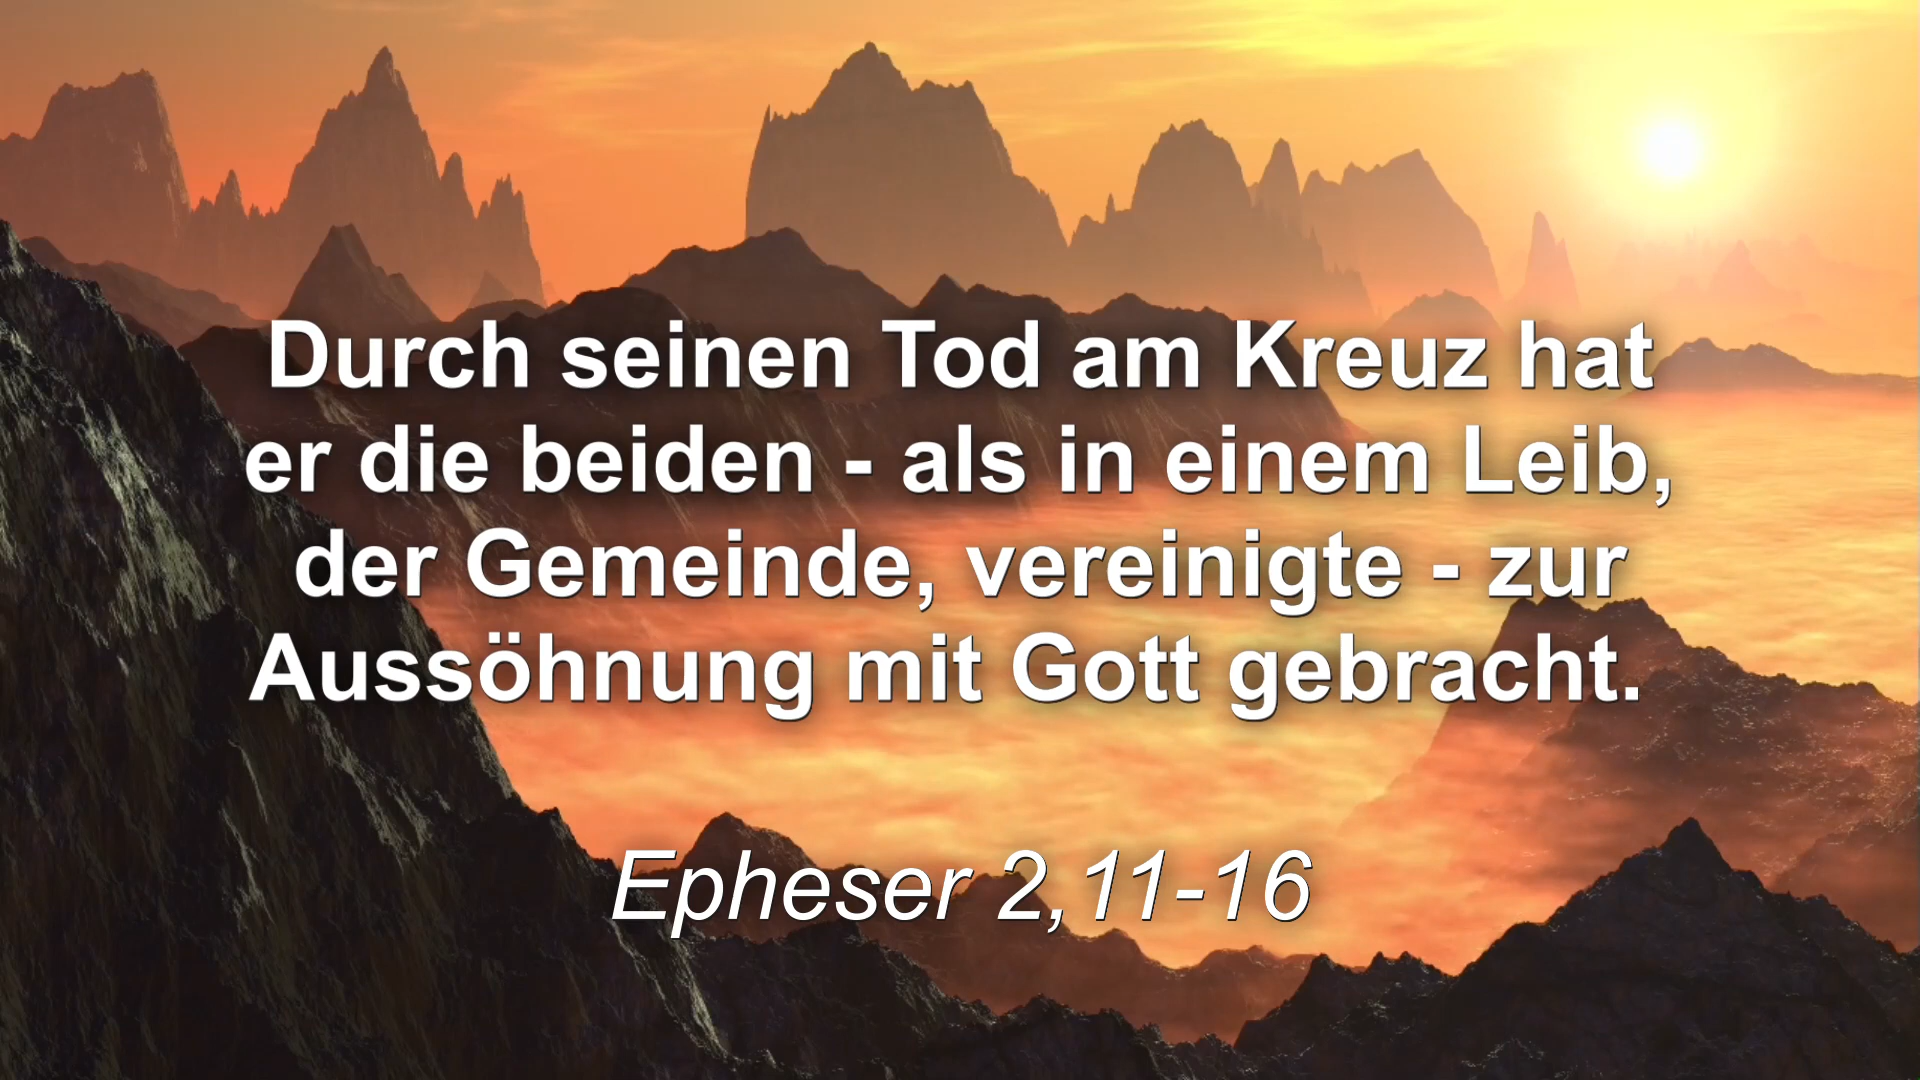 Durch seinen Tod am Kreuz hat
er die beiden - als in einem Leib,
der Gemeinde, vereinigte - zur
Aussöhnung mit Gott gebracht.
Epheser 2,11-16